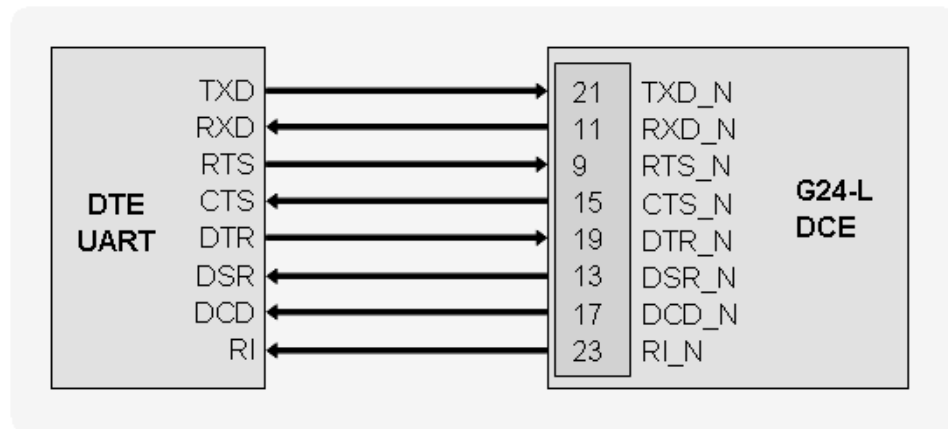 TXD 21 TXD_N
RXD 11 RXD_N
RTS 9 RTS_N
CTS 15 CTS_N
DTR 19 DTR_N
DSR 13 DSR_N
DCD 17 DCD_N
RI 23 RI_N
DTE
UART
G24-L
DCE